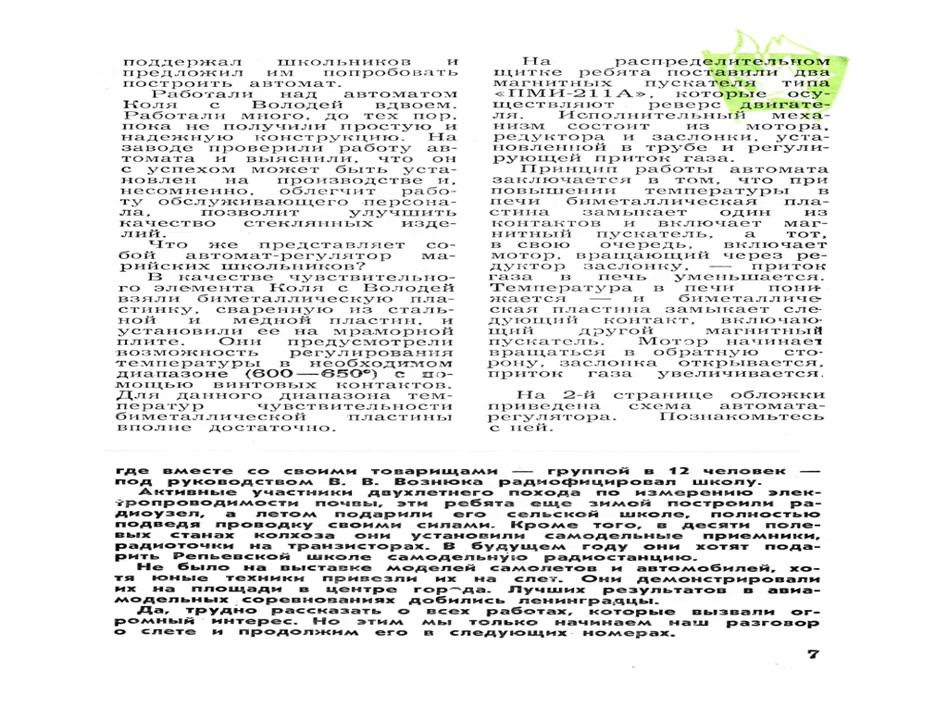 поддержал школьников и
предложил им попробовать
построить автомат.
Работали над автоматом
Коля с Володей вдвоем.
Работали много, до тех пор,
пока не получили простую и
надежную конструкцию. На
заводе проверили работу ав-
томата и выяснили, что он
с успехом может быть уста-
новлен на производстве и,
несомненно, облегчит рабо-
ту обслуживающего персона-
ла, позволит улучшить
качество стеклянных изде-
лий.
Что же представляет со-
бой автомат-регулятор ма-
рийских школьников?
В качестве чувствительно-
го элемента Коля с Володей
взяли биметаллическую пла-
стинку, сваренную из сталь-
ной и медной пластин, и
установили ее на мраморной
плите. Они предусмотрели
возможность регулирования
температуры в необходимом
диапазоне (600—650°) с по-
мощью винтовых контактов.
Для данного диапазона тем-
ператур чувствительности
биметаллической пластины
вполне достаточно.
На распределительном
щитке ребята поставили два
магнитных пускателя типа
«ПМИ-211А», которые осу-
ществляют реверс двигате-
ля. Исполнительный меха-
низм состоит из мотора,
редуктора и заслонки, уста-
новленной в трубе и регули-
рующей приток газа.
Принцип работы автомата
заключается в том, что при
повышении температуры в
печи биметаллическая пла-
стина замыкает один из
контактов и включает маг-
нитный пускатель, а тот,
в свою очередь, включает
мотор, вращающий через ре-
дуктор заслонку, — приток
газа в печь уменьшается.
Температура в печи пони-
жается — и биметалличе-
ская пластина замыкает сле-
дующий контакт, включаю-
щий другой магнитный
пускатель. Мотор начинает
вращаться в обратную сто-
рону, заслонка открывается,
приток газа увеличивается.
На 2-й странице обложки
приведена схема автомата-
регулятора. Познакомьтесь
с ней.
где вместе со своими товарищами — группой в 12 человек —
под руководством В. В. Вознюка радиофицировал школу.
Активные участники двухлетнего похода по измерению элек-
тропроводимости почвы, эти ребята еще зимой построили ра-
диоузел, а летом подарили его сельской школе, полностью
подведя проводку своими силами. Кроме того, в десяти поле-
вых станах колхоза они установили самодельные приемники,
радиоточки на транзисторах. В будущем году они хотят пода-
рить Репьевской школе самодельную радиостанцию.
Не было на выставке моделей самолетов и автомобилей, хо-
тя юные техники привезли их на слет. Они демонстрировали
их на площади в центре города. Лучших результатов в авиа-
модельных соревнованиях добились ленинградцы.
Да, трудно рассказать о всех работах, которые вызвали ог-
ромный интерес. Но этим мы только начинаем наш разговор
о слете и продолжим его в следующих номерах.
7